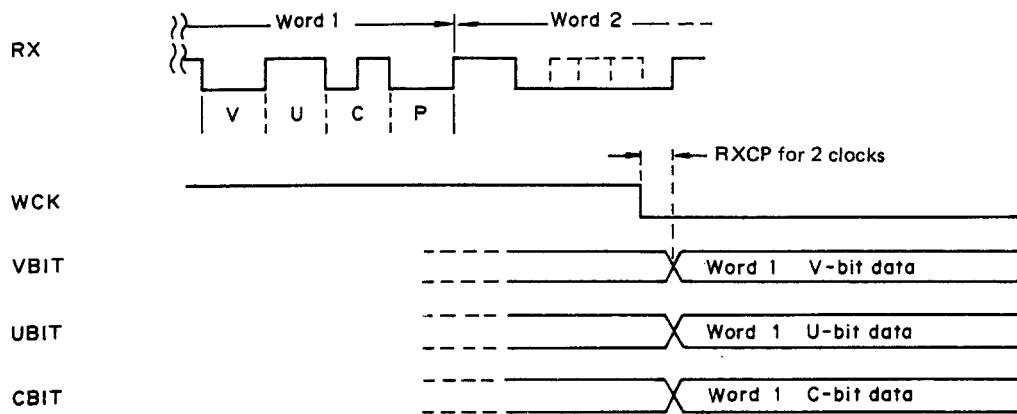 Word 1 Word 2
RX
V U C P
RXCP for 2 clocks
WCK
VBIT Word 1 V-bit data
UBIT Word 1 U-bit data
CBIT Word 1 C-bit data